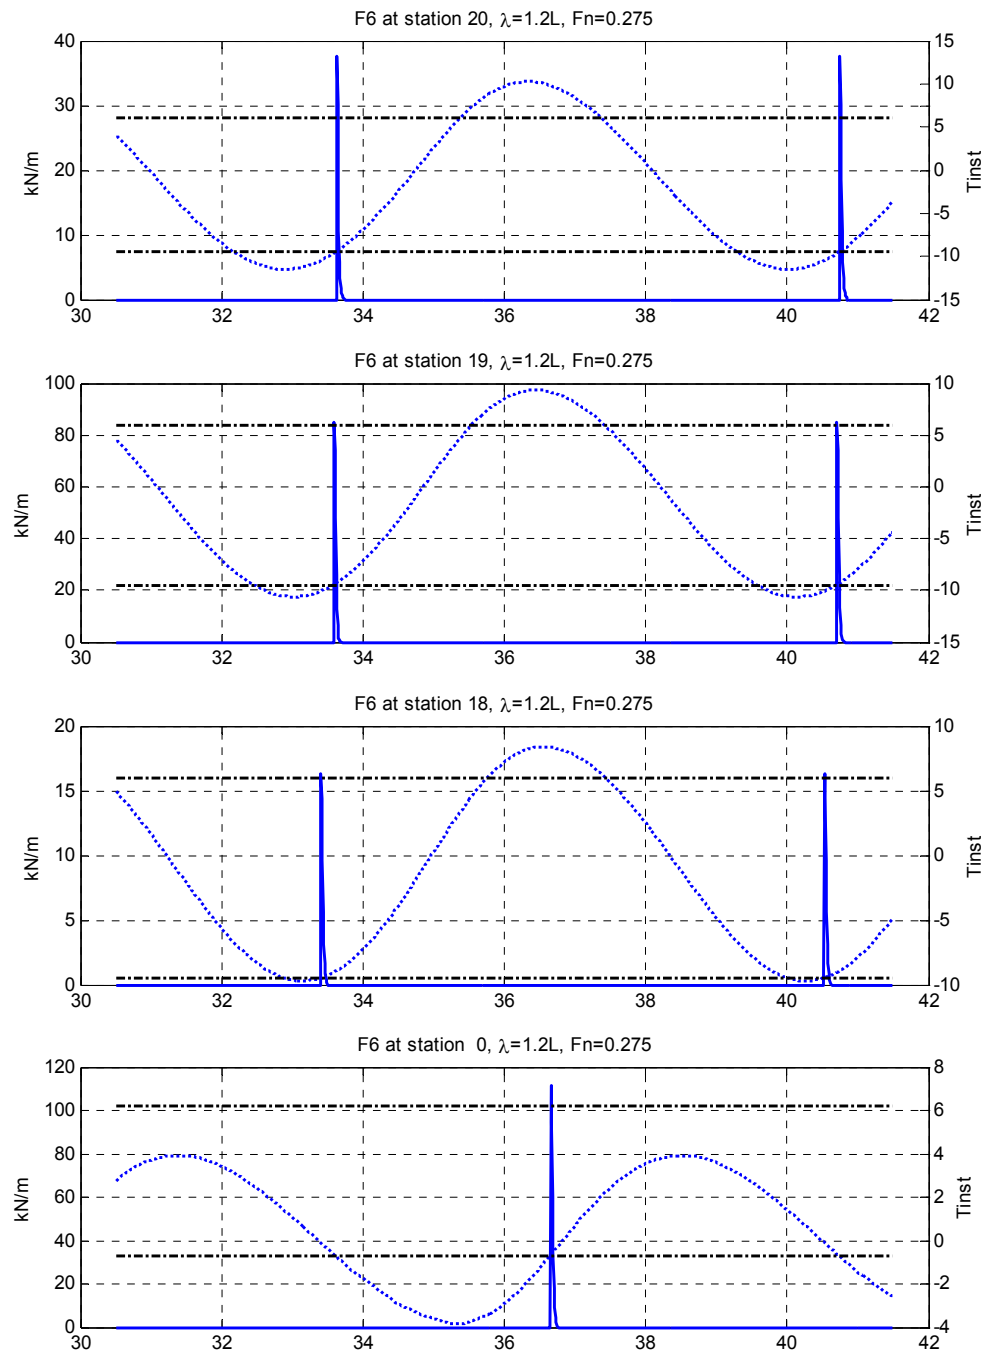 F6 at station 20, λ=1.2L, Fn=0.275
40 15
30 10
5
20 0
-5
10 -10
0 -15
kN/m
Tinst
30 32 34 36 38 40 42
F6 at station 19, λ=1.2L, Fn=0.275
100 10
80 5
60 0
40 -5
20 -10
0 -15
kN/m
Tinst
30 32 34 36 38 40 42
F6 at station 18, λ=1.2L, Fn=0.275
20 10
15 5
10 0
5 -5
0 -10
kN/m
Tinst
30 32 34 36 38 40 42
F6 at station 0, λ=1.2L, Fn=0.275
120 8
100 6
80 4
60 2
40 0
20 -2
0 -4
kN/m
Tinst
30 32 34 36 38 40 42